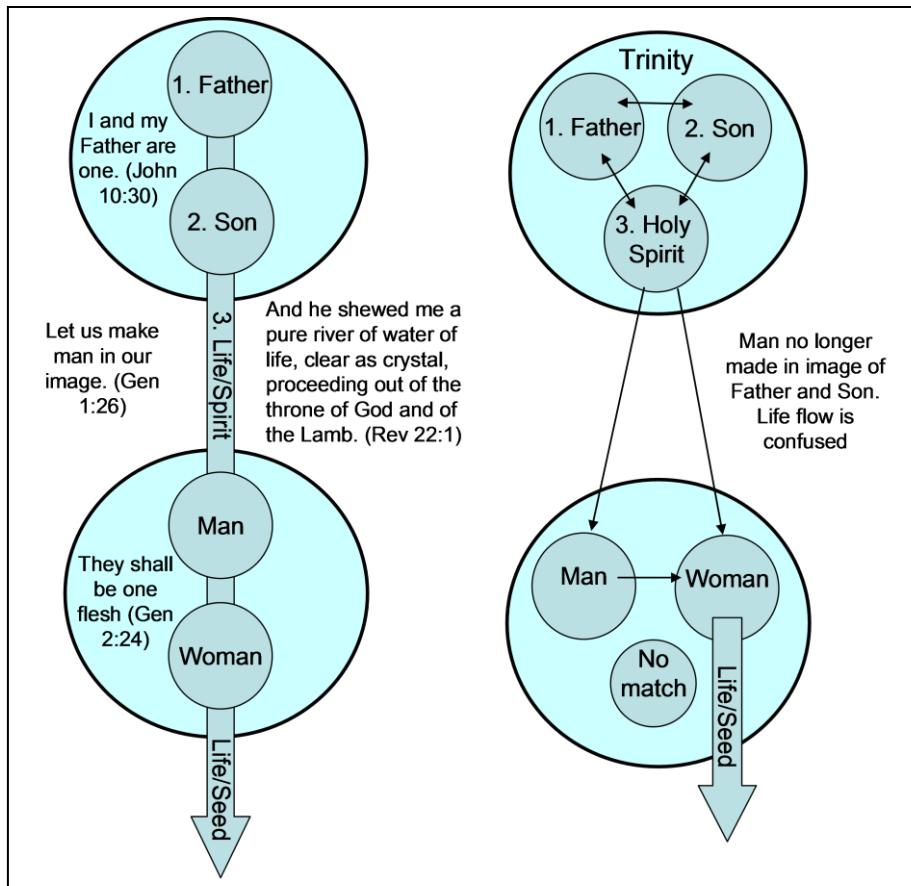 1. Father
I and my
Father are
one. (John
10:30)
2. Son
3. Life/Spirit
Let us make
man in our
image. (Gen
1:26)
And he shewed me a
pure river of water of
life, clear as crystal,
proceeding out of the
throne of God and of
the Lamb. (Rev 22:1)
Man
They shall
be one
flesh (Gen
2:24)
Woman
Life/Seed
Trinity
1. Father
2. Son
3. Holy
Spirit
Man no longer
made in image of
Father and Son.
Life flow is
confused
Man
Woman
No
match
Life/Seed